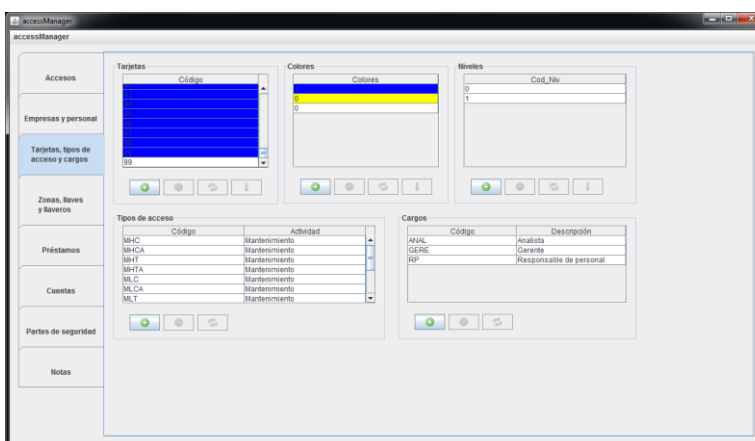 accessManager
accessManager
Accesos
Empresas y personal
Tarjetas, tipos de
acceso y cargos
Zonas, llaves
y llaveros
Préstamos
Cuentas
Partes de seguridad
Notas
Tarjetas
Código
99
Colores
Colores
0
0
Niveles
Cod_Niv
0
1
Tipos de acceso
Código Actividad
MHC Mantenimiento
MHCA Mantenimiento
MHT Mantenimiento
MHTA Mantenimiento
MLC Mantenimiento
MLCA Mantenimiento
MLT Mantenimiento
Cargos
Código Descripción
ANAL Analista
GERE Gerente
RP Responsable de personal